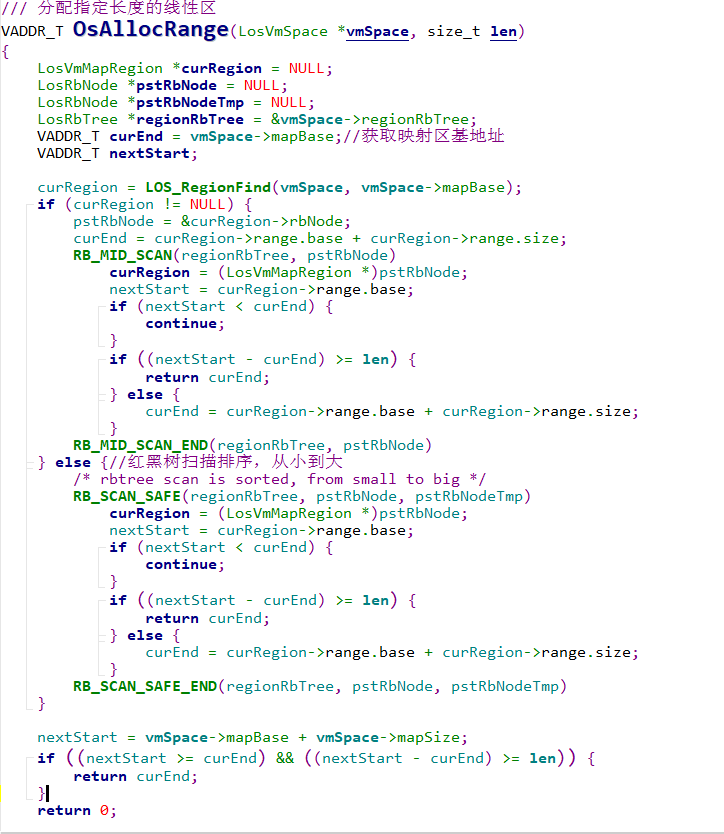 /// 分配指定长度的线性区
VADDR_T OsAllocRange(LosVmSpace *vmSpace, size_t len)
{
    LosVmMapRegion *curRegion = NULL;
    LosRbNode *pstRbNode = NULL;
    LosRbNode *pstRbNodeTmp = NULL;
    LosRbTree *regionRbTree = &vmSpace->regionRbTree;
    VADDR_T curEnd = vmSpace->mapBase;//获取映射区基地址
    VADDR_T nextStart;

    curRegion = LOS_RegionFind(vmSpace, vmSpace->mapBase);
    if (curRegion != NULL) {
        pstRbNode = &curRegion->rbNode;
        curEnd = curRegion->range.base + curRegion->range.size;
        RB_MID_SCAN(regionRbTree, pstRbNode)
            curRegion = (LosVmMapRegion *)pstRbNode;
            nextStart = curRegion->range.base;
            if (nextStart < curEnd) {
                continue;
            }
            if ((nextStart - curEnd) >= len) {
                return curEnd;
            } else {
                curEnd = curRegion->range.base + curRegion->range.size;
            }
        RB_MID_SCAN_END(regionRbTree, pstRbNode)
    } else {//红黑树扫描排序，从小到大
        /* rbtree scan is sorted, from small to big */
        RB_SCAN_SAFE(regionRbTree, pstRbNode, pstRbNodeTmp)
            curRegion = (LosVmMapRegion *)pstRbNode;
            nextStart = curRegion->range.base;
            if (nextStart < curEnd) {
                continue;
            }
            if ((nextStart - curEnd) >= len) {
                return curEnd;
            } else {
                curEnd = curRegion->range.base + curRegion->range.size;
            }
        RB_SCAN_SAFE_END(regionRbTree, pstRbNode, pstRbNodeTmp)
    }

    nextStart = vmSpace->mapBase + vmSpace->mapSize;
    if ((nextStart >= curEnd) && ((nextStart - curEnd) >= len)) {
        return curEnd;
    }
    return 0;